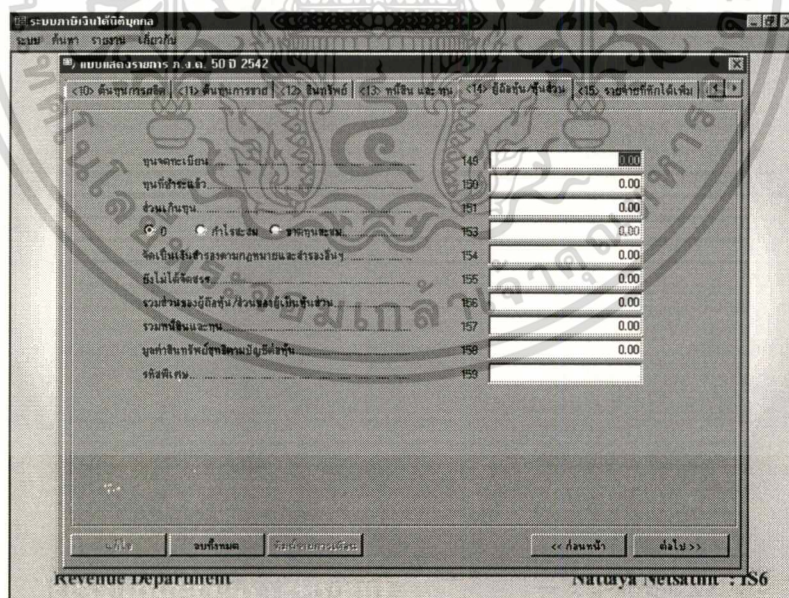 ระบบภาษีเงินได้นิติบุคคล
ระบบ ค้นหา รายงาน เกี่ยวกับ
แบบแสดงรายการ ภ.ง.ด. 50 ปี 2542
<10> ต้นทุนการผลิต <11> ต้นทุนการขาย <12> สินทรัพย์ <13> หนี้สิน และ ทุน <14> ผู้ถือหุ้น/หุ้นส่วน <15> รายจ่ายที่หักได้เพิ่ม
ทุนจดทะเบียน 149 0.00
ทุนที่ชำระแล้ว 150 0.00
ส่วนเกินทุน 151 0.00
0 กำไรสะสม ขาดทุนสะสม 153 0.00
จัดเป็นเงินสำรองตามกฎหมายและสำรองอื่นๆ 154 0.00
ยังไม่ได้จัดสรร 155 0.00
รวมส่วนของผู้ถือหุ้น/ส่วนของผู้เป็นหุ้นส่วน 156 0.00
รวมหนี้สินและทุน 157 0.00
มูลค่าสินทรัพย์สุทธิตามบัญชีต่อหุ้น 158 0.00
รหัสพิเศษ 159
แก้ไข ลบทั้งหมด << ก่อนหน้า ต่อไป >>
Revenue Department Nattaya Netsathit : IS6